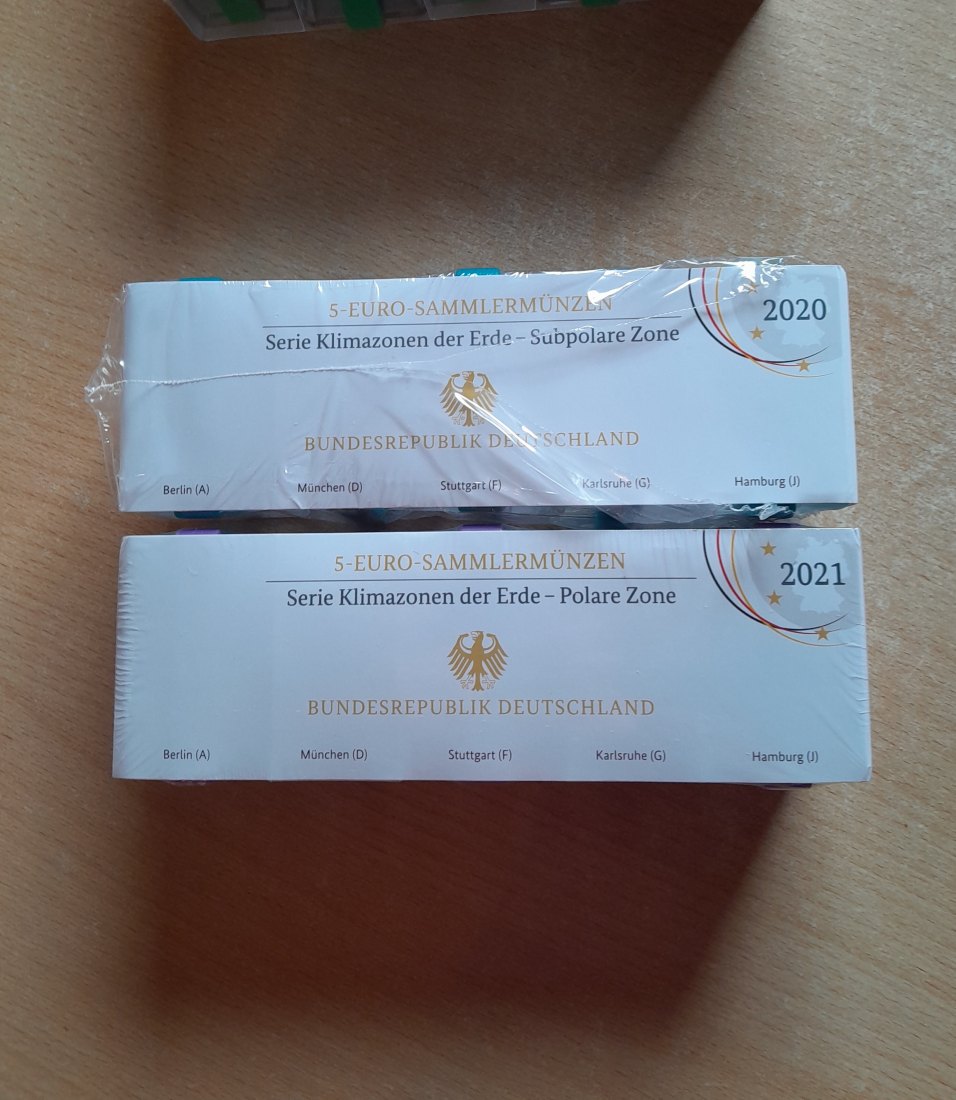 5-EURO-SAMMLERMÜNZEN
2020
Serie Klimazonen der Erde – Subpolare Zone
BUNDESREPUBLIK DEUTSCHLAND
Berlin (A) München (D) Stuttgart (F) Karlsruhe (G) Hamburg (J)
5-EURO-SAMMLERMÜNZEN
2021
Serie Klimazonen der Erde – Polare Zone
BUNDESREPUBLIK DEUTSCHLAND
Berlin (A) München (D) Stuttgart (F) Karlsruhe (G) Hamburg (J)